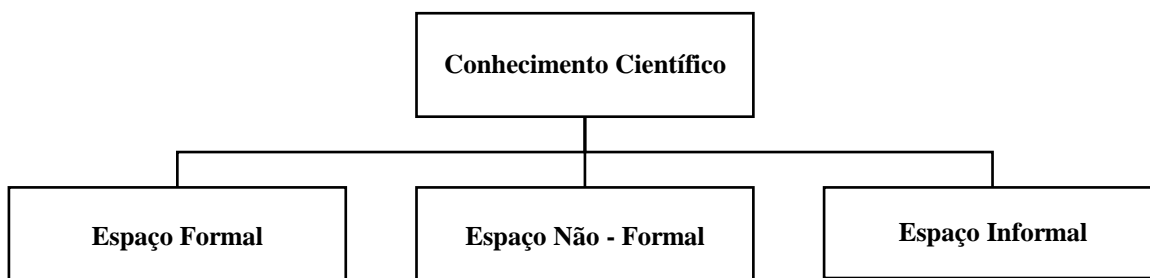 Conhecimento Científico
Espaço Formal
Espaço Não - Formal
Espaço Informal